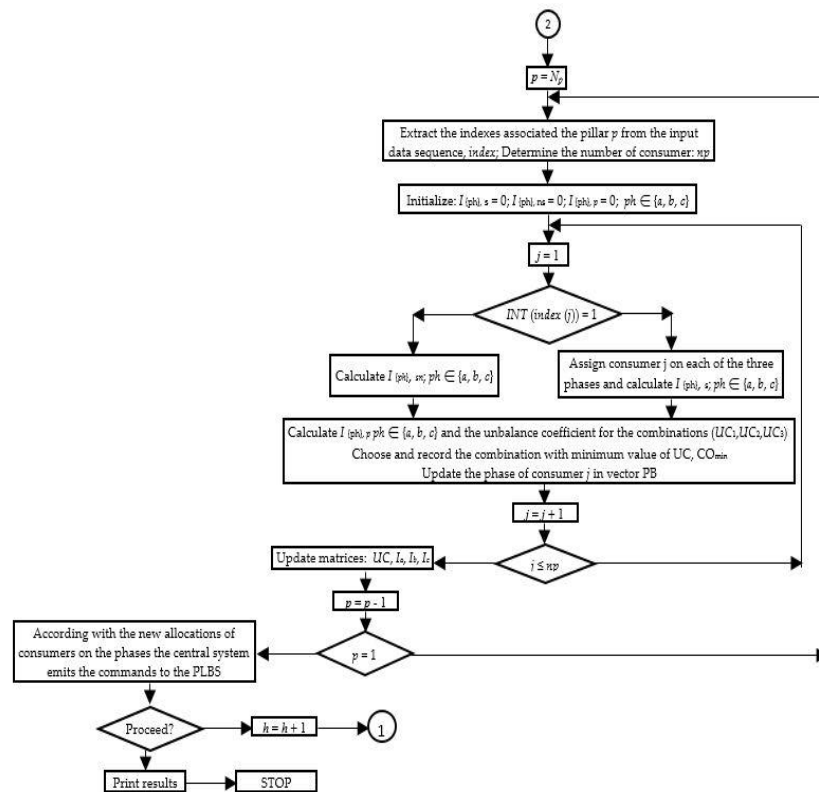 2
p = Np
Extract the indexes associated the pillar p from the input
data sequence, index; Determine the number of consumer: np
Initialize: I {ph}, s = 0; I {ph}, ns = 0; I {ph}, p = 0; ph ∈ {a, b, c}
j = 1
INT (index (j)) = 1
Calculate I {ph}, sn; ph ∈ {a, b, c}
Assign consumer j on each of the three
phases and calculate I {ph}, s; ph ∈ {a, b, c}
Calculate I {ph}, p ph ∈ {a, b, c} and the unbalance coefficient for the combinations (UC1,UC2,UC3)
Choose and record the combination with minimum value of UC, COmin
Update the phase of consumer j in vector PB
j = j + 1
j ≤ np
Update matrices: UC, Ia, Ib, Ic
p = p - 1
p = 1
According with the new allocations of
consumers on the phases the central system
emits the commands to the PLBS
Proceed?
h = h + 1
1
Print results
STOP